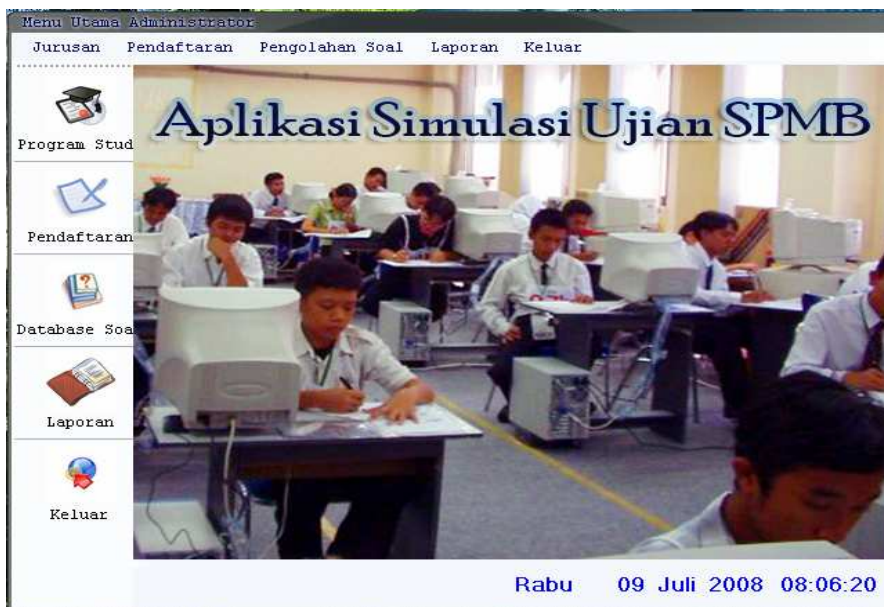 Menu Utama Administrator
Jurusan Pendaftaran Pengolahan Soal Laporan Keluar
Aplikasi Simulasi Ujian SPMB
Program Stud
Pendaftaran
Database Soa
Laporan
Keluar
Rabu 09 Juli 2008 08:06:20